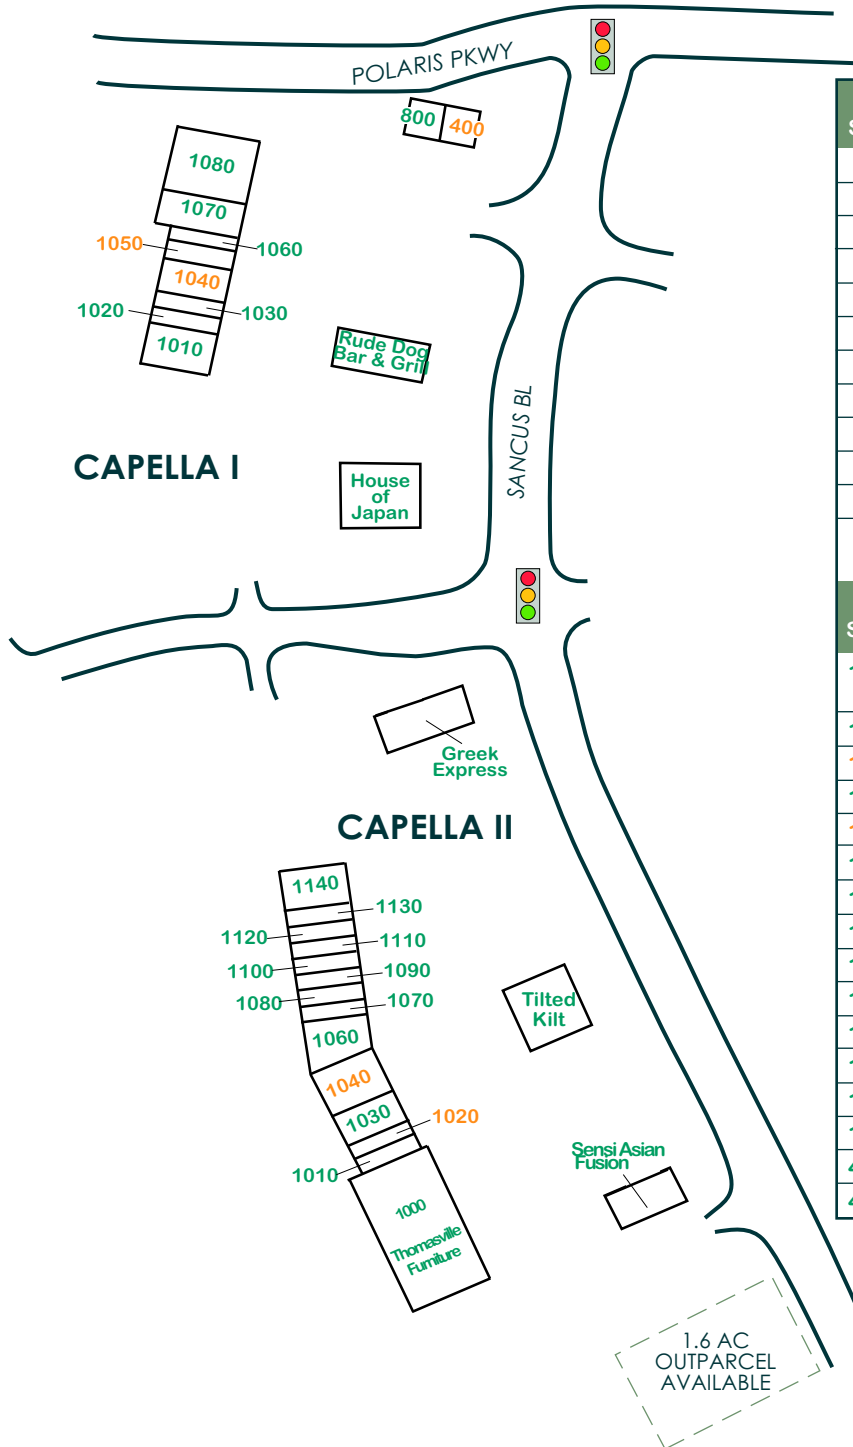 POLARIS PKWY
800
400
1080
1070
1050
1060
1040
1020
1030
1010
Rude Dog
Bar & Grill
SANCUS BL
CAPELLA I
House
of
Japan
Greek
Express
CAPELLA II
1140
1130
1120
1110
1100
1090
1080
1070
1060
1040
1030
1020
1010
1000
Thomasville
Furniture
Tilted
Kilt
Sensi Asian
Fusion
1.6 AC
OUTPARCEL
AVAILABLE